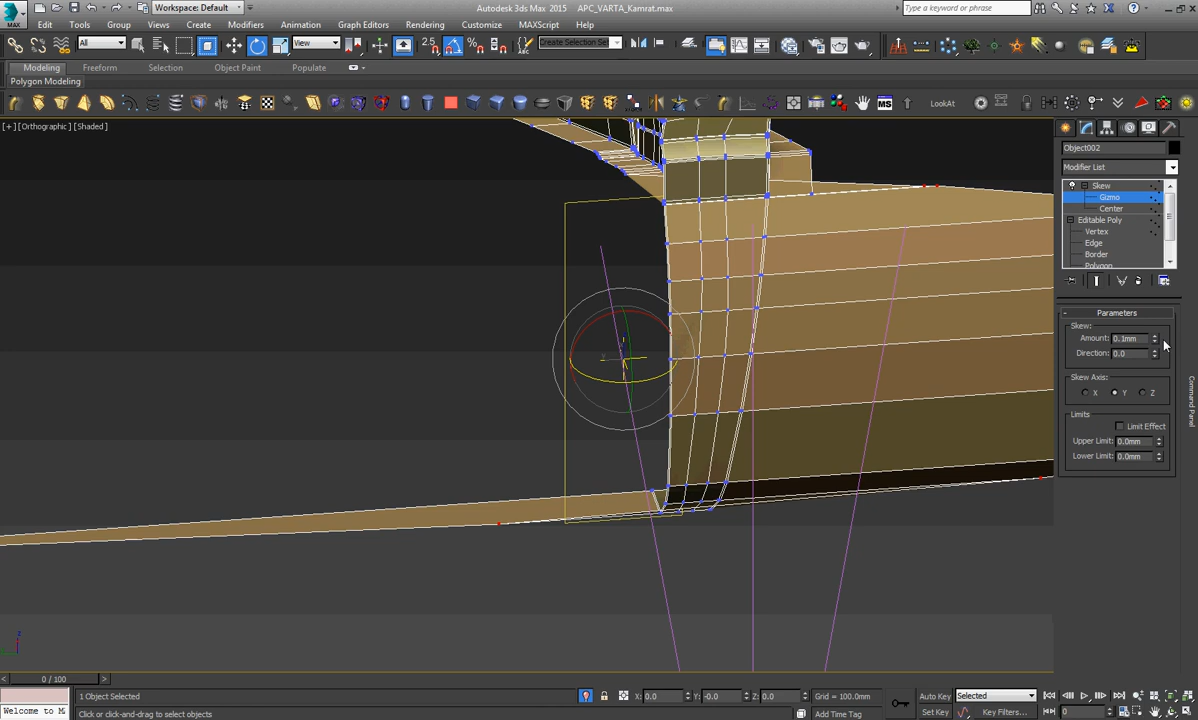 Workspace: Default
Autodesk 3ds Max 2015 APC_VARTA_Kamrat.max
Type a keyword or phrase
MAX
Edit Tools Group Views Create Modifiers Animation Graph Editors Rendering Customize MAXScript Help
All View 2.5 Create Selection Set
Modeling Freeform Selection Object Paint Populate
Polygon Modeling
MS LookAt
[+] [Orthographic] [Shaded]
Object002
Modifier List
Skew
Gizmo
Center
Editable Poly
Vertex
Edge
Border
Polygon
Parameters
Skew:
Amount: 0.1mm
Direction: 0.0
Skew Axis:
X Y Z
Limits
Limit Effect
Upper Limit: 0.0mm
Lower Limit: 0.0mm
Command Panel
z
0 / 100
1 Object Selected X: 0.0 Y: -0.0 Z: 0.0 Grid = 100.0mm Auto Key Selected
Welcome to M Click or click-and-drag to select objects Add Time Tag Set Key Key Filters... 0